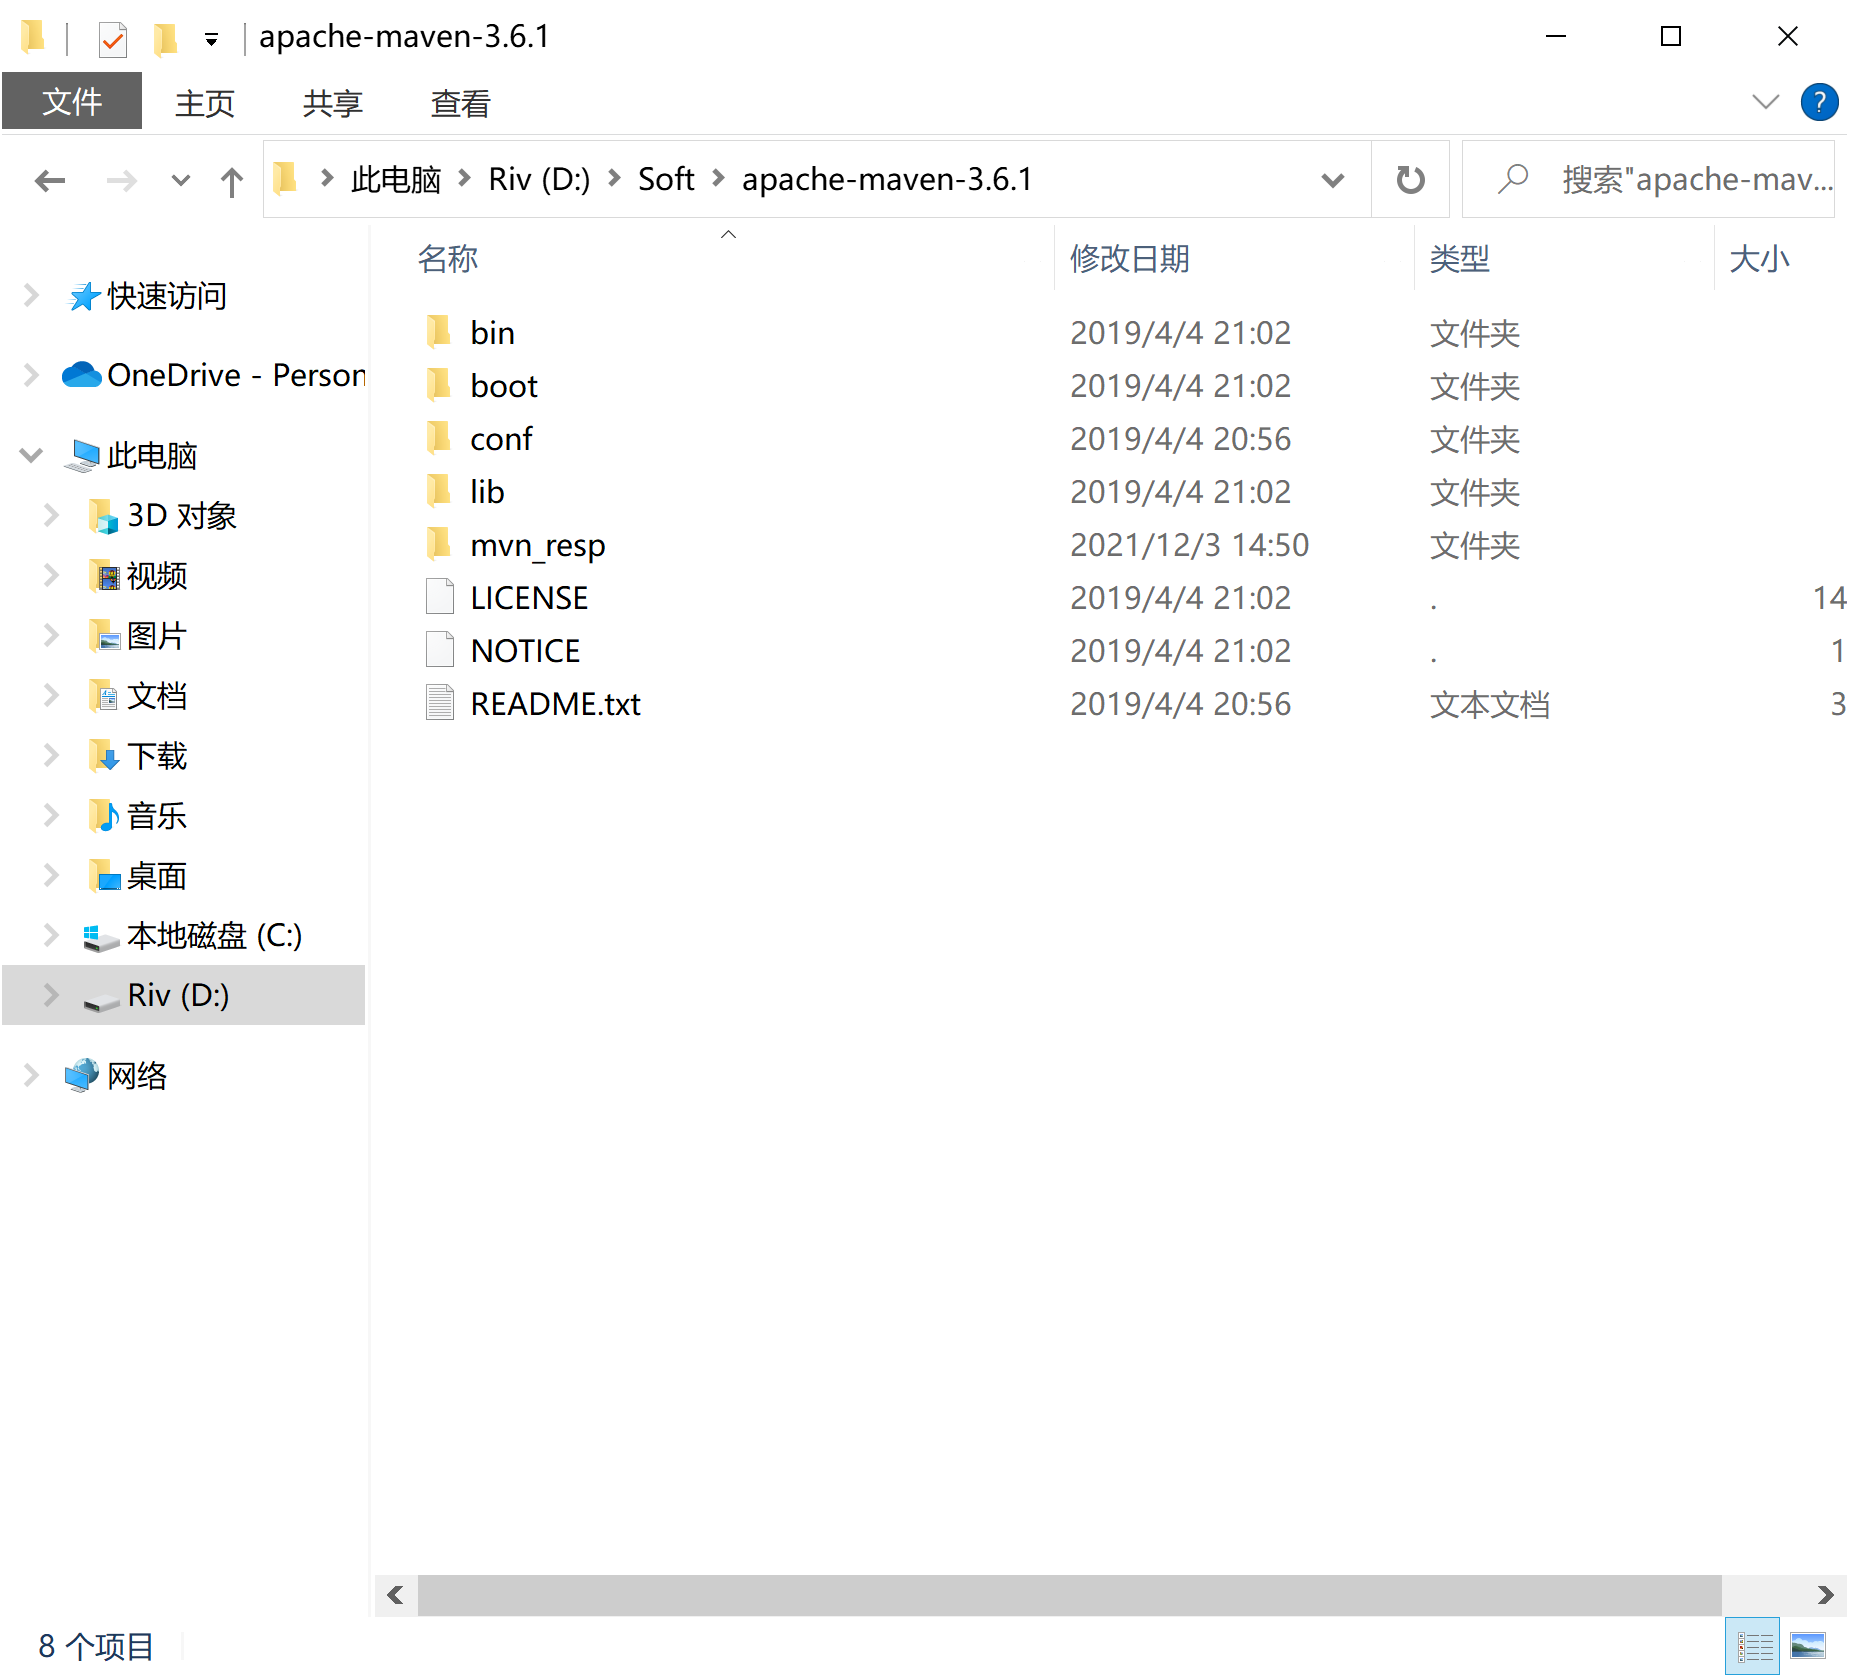 apache-maven-3.6.1
文件 主页 共享 查看
此电脑 Riv (D:) Soft apache-maven-3.6.1 搜索"apache-mav...
名称 修改日期 类型 大小
快速访问
OneDrive - Person
此电脑
3D 对象
视频
图片
文档
下载
音乐
桌面
本地磁盘 (C:)
Riv (D:)
网络
bin 2019/4/4 21:02 文件夹
boot 2019/4/4 21:02 文件夹
conf 2019/4/4 20:56 文件夹
lib 2019/4/4 21:02 文件夹
mvn_resp 2021/12/3 14:50 文件夹
LICENSE 2019/4/4 21:02 . 14
NOTICE 2019/4/4 21:02 . 1
README.txt 2019/4/4 20:56 文本文档 3
8 个项目